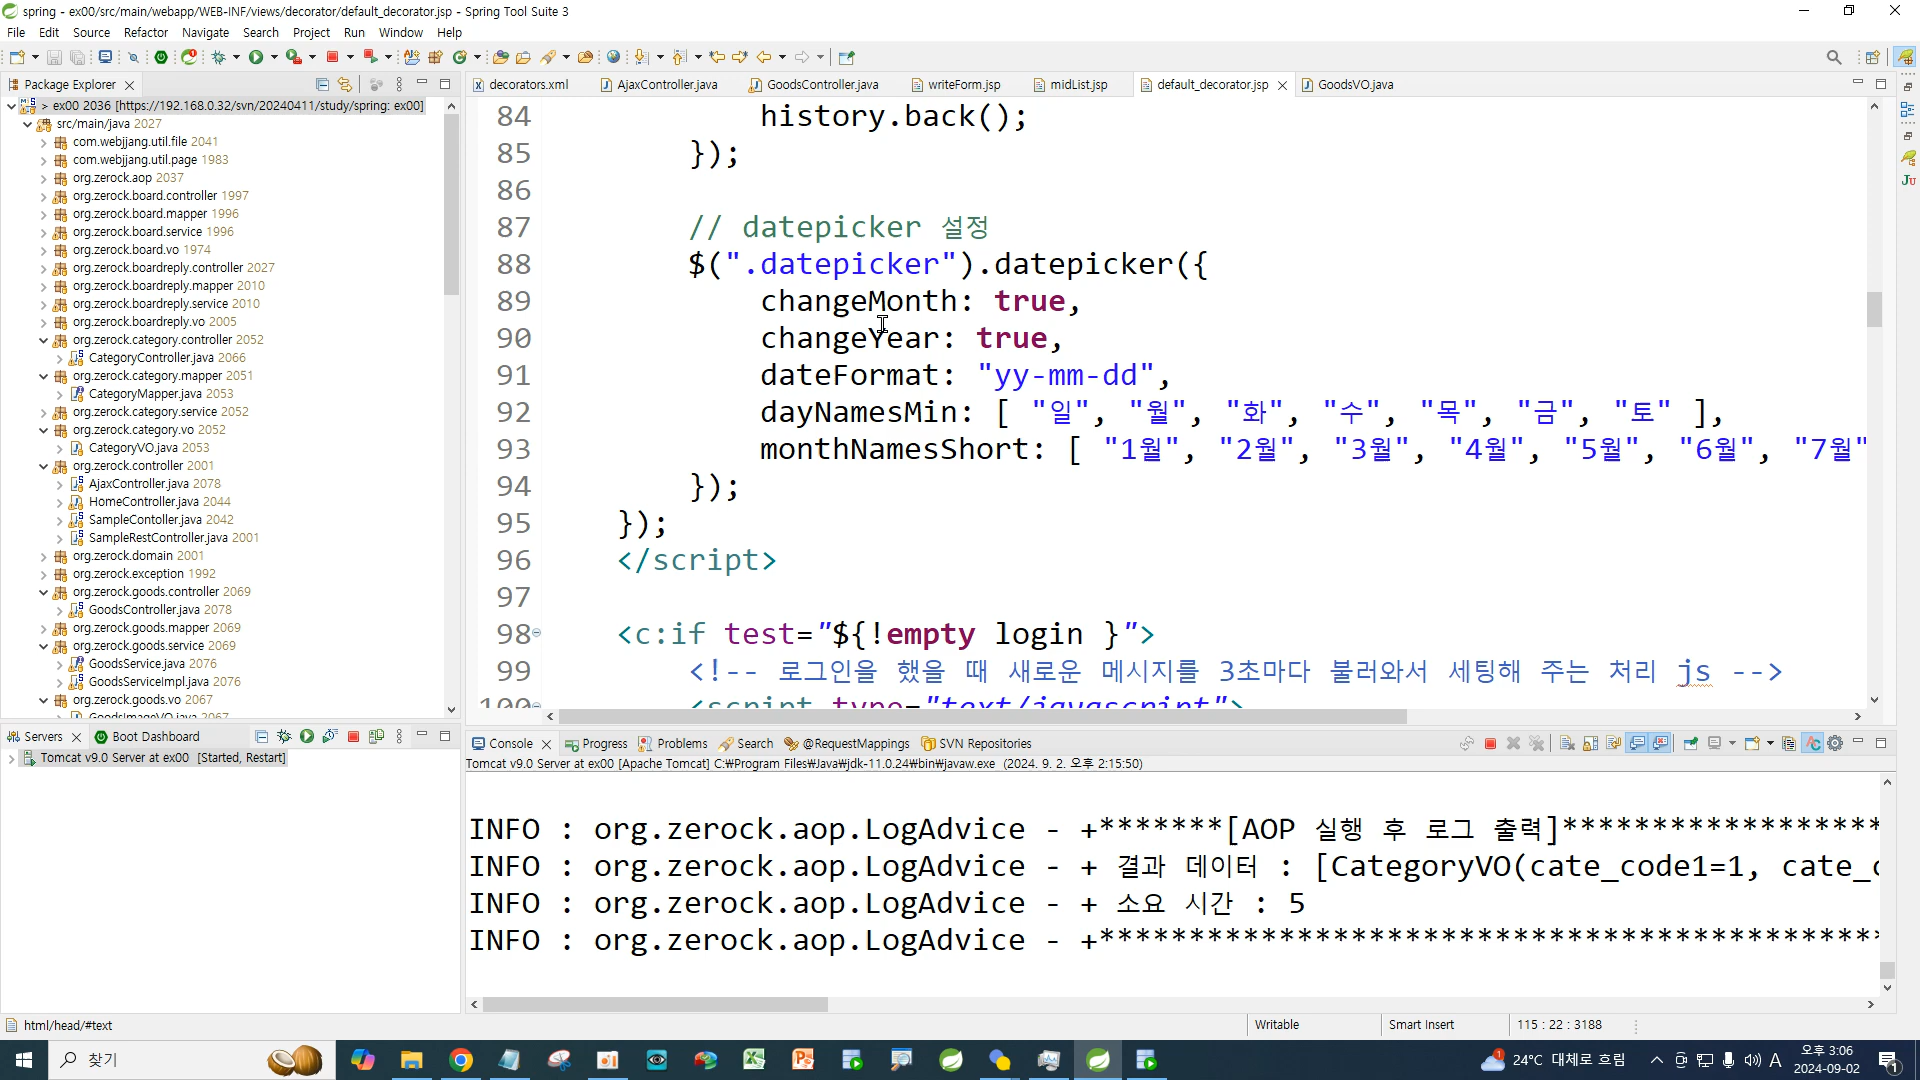 spring - ex00/src/main/webapp/WEB-INF/views/decorator/default_decorator.jsp - Spring Tool Suite 3
File Edit Source Refactor Navigate Search Project Run Window Help
Package Explorer
> ex00 2036 [https://192.168.0.32/svn/20240411/study/spring: ex00]
src/main/java 2027
com.webjjang.util.file 2041
com.webjjang.util.page 1983
org.zerock.aop 2037
org.zerock.board.controller 1997
org.zerock.board.mapper 1996
org.zerock.board.service 1996
org.zerock.board.vo 1974
org.zerock.boardreply.controller 2027
org.zerock.boardreply.mapper 2010
org.zerock.boardreply.service 2010
org.zerock.boardreply.vo 2005
org.zerock.category.controller 2052
CategoryController.java 2066
org.zerock.category.mapper 2051
CategoryMapper.java 2053
org.zerock.category.service 2052
org.zerock.category.vo 2052
CategoryVO.java 2053
org.zerock.controller 2001
AjaxController.java 2078
HomeController.java 2044
SampleContoller.java 2042
SampleRestController.java 2001
org.zerock.domain 2001
org.zerock.exception 1992
org.zerock.goods.controller 2069
GoodsController.java 2078
org.zerock.goods.mapper 2069
org.zerock.goods.service 2069
GoodsService.java 2076
GoodsServiceImpl.java 2076
org.zerock.goods.vo 2067
GoodsImageVO.java 2067
decorators.xml AjaxController.java GoodsController.java writeForm.jsp midList.jsp default_decorator.jsp GoodsVO.java
84 history.back();
85 });
86
87 // datepicker 설정
88 $(".datepicker").datepicker({
89 changeMonth: true,
90 changeYear: true,
91 dateFormat: "yy-mm-dd",
92 dayNamesMin: [ "일", "월", "화", "수", "목", "금", "토" ],
93 monthNamesShort: [ "1월", "2월", "3월", "4월", "5월", "6월", "7월"
94 });
95 });
96 </script>
97
98 <c:if test="${!empty login }">
99 <!-- 로그인을 했을 때 새로운 메시지를 3초마다 불러와서 세팅해 주는 처리 js -->
100 <script type="text/javascript">
Servers Boot Dashboard
Tomcat v9.0 Server at ex00 [Started, Restart]
Console Progress Problems Search @RequestMappings SVN Repositories
Tomcat v9.0 Server at ex00 [Apache Tomcat] C:₩Program Files₩Java₩jdk-11.0.24₩bin₩javaw.exe (2024. 9. 2. 오후 2:15:50)
INFO : org.zerock.aop.LogAdvice - +*******[AOP 실행 후 로그 출력]******************
INFO : org.zerock.aop.LogAdvice - + 결과 데이터 : [CategoryVO(cate_code1=1, cate_c
INFO : org.zerock.aop.LogAdvice - + 소요 시간 : 5
INFO : org.zerock.aop.LogAdvice - +********************************************
html/head/#text Writable Smart Insert 115 : 22 : 3188
찾기
24°C 대체로 흐림
A
오후 3:06
2024-09-02
1